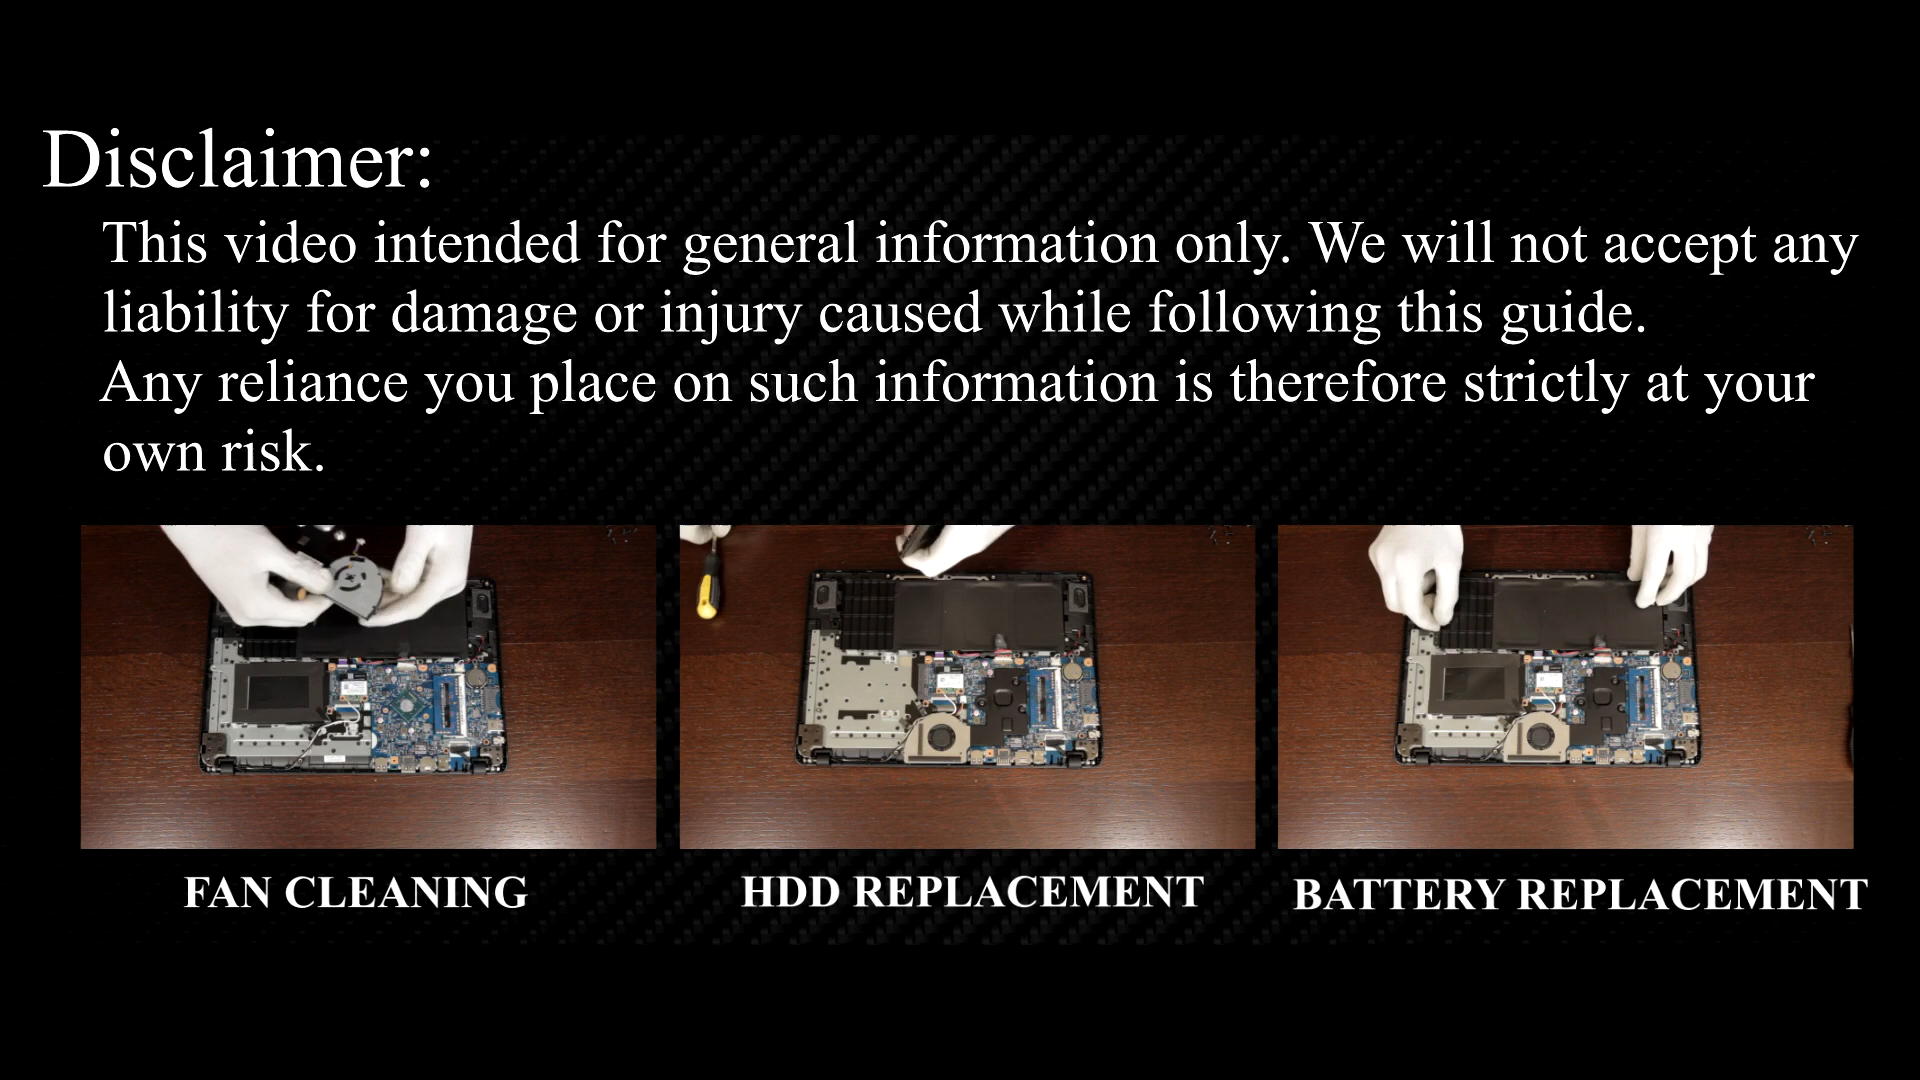 Disclaimer:
This video intended for general information only. We will not accept any
liability for damage or injury caused while following this guide.
Any reliance you place on such information is therefore strictly at your
own risk.
FAN CLEANING
HDD REPLACEMENT
BATTERY REPLACEMENT